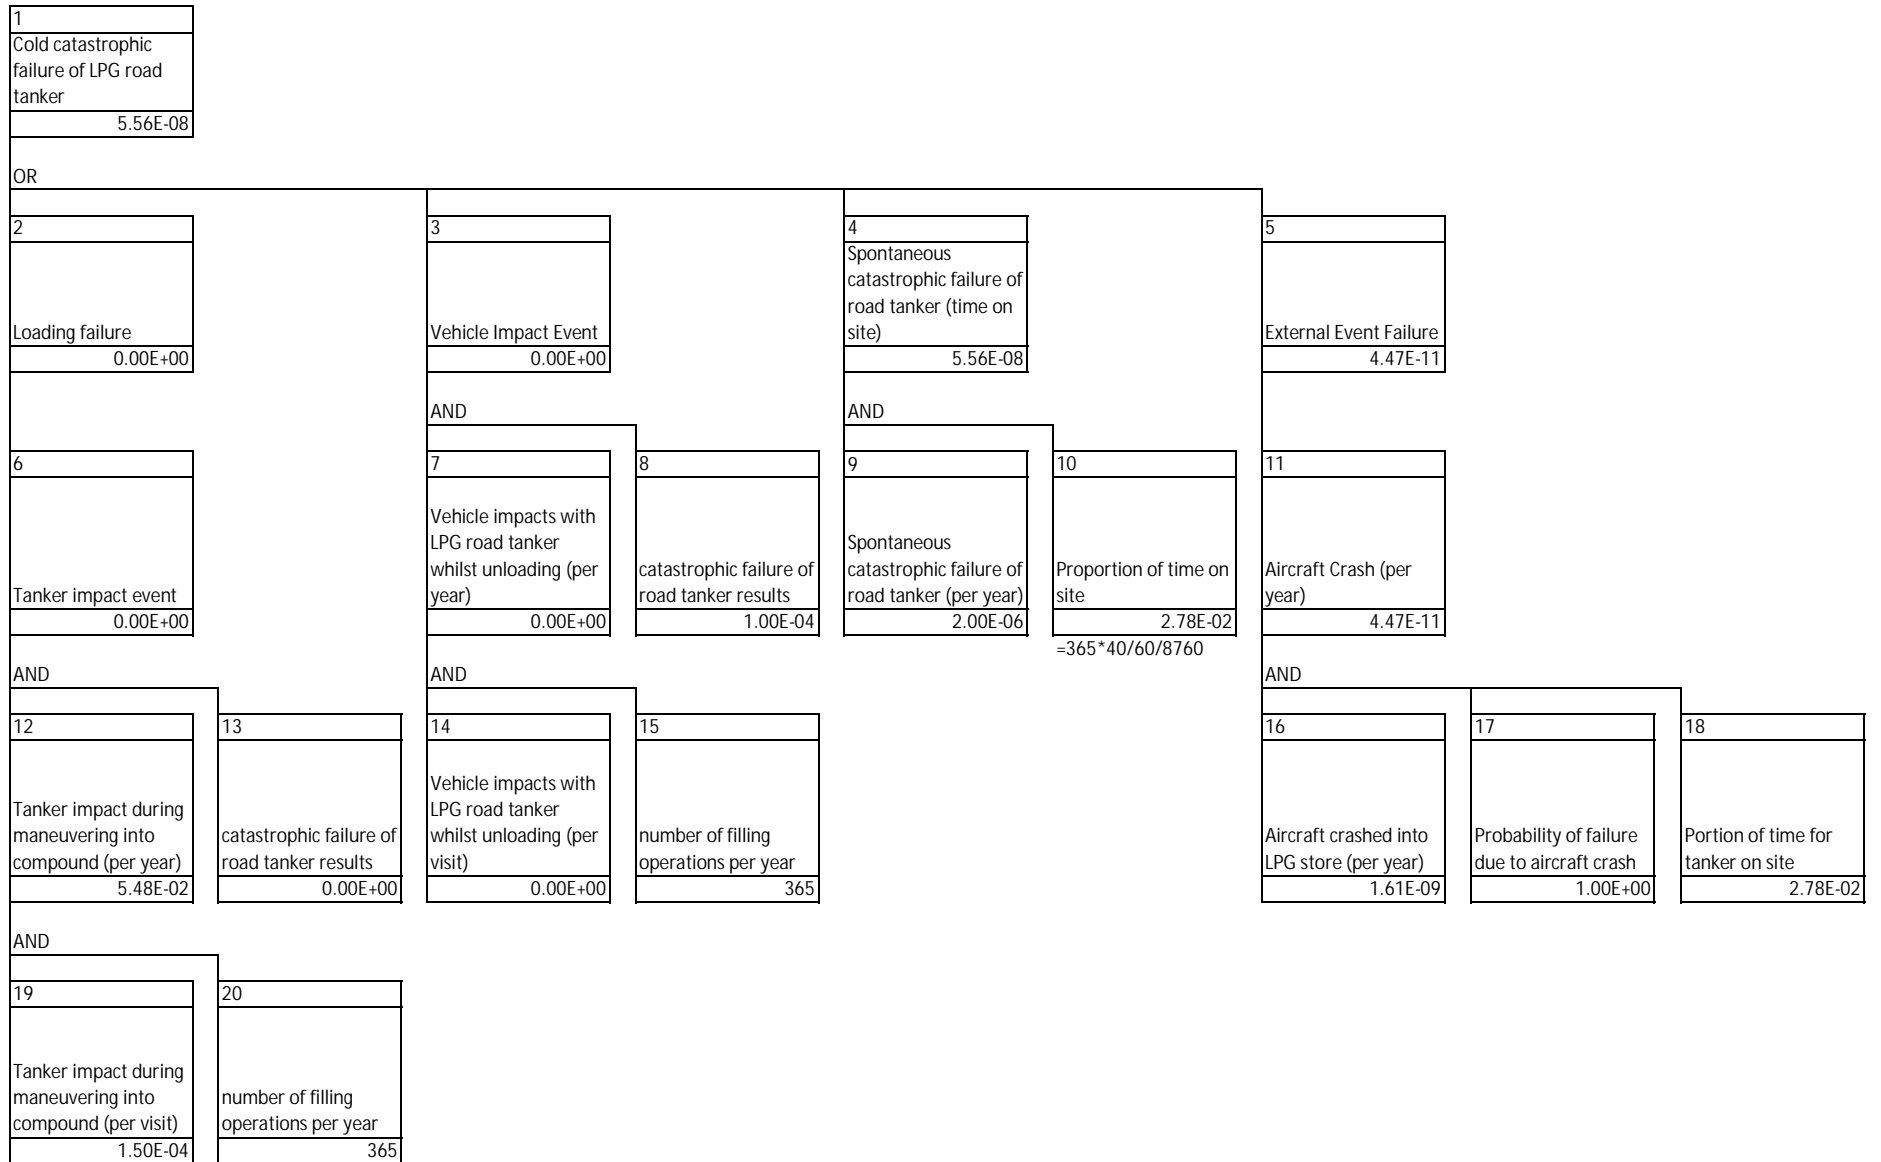 1
Cold catastrophic
failure of LPG road
tanker
5.56E-08
OR
2
Loading failure
0.00E+00
3
Vehicle Impact Event
0.00E+00
4
Spontaneous
catastrophic failure of
road tanker (time on
site)
5.56E-08
5
External Event Failure
4.47E-11
AND
AND
6
Tanker impact event
0.00E+00
7
Vehicle impacts with
LPG road tanker
whilst unloading (per
year)
0.00E+00
8
catastrophic failure of
road tanker results
1.00E-04
9
Spontaneous
catastrophic failure of
road tanker (per year)
2.00E-06
10
Proportion of time on
site
2.78E-02
=365*40/60/8760
11
Aircraft Crash (per
year)
4.47E-11
AND
AND
AND
12
Tanker impact during
maneuvering into
compound (per year)
5.48E-02
13
catastrophic failure of
road tanker results
0.00E+00
14
Vehicle impacts with
LPG road tanker
whilst unloading (per
visit)
0.00E+00
15
number of filling
operations per year
365
16
Aircraft crashed into
LPG store (per year)
1.61E-09
17
Probability of failure
due to aircraft crash
1.00E+00
18
Portion of time for
tanker on site
2.78E-02
AND
19
Tanker impact during
maneuvering into
compound (per visit)
1.50E-04
20
number of filling
operations per year
365